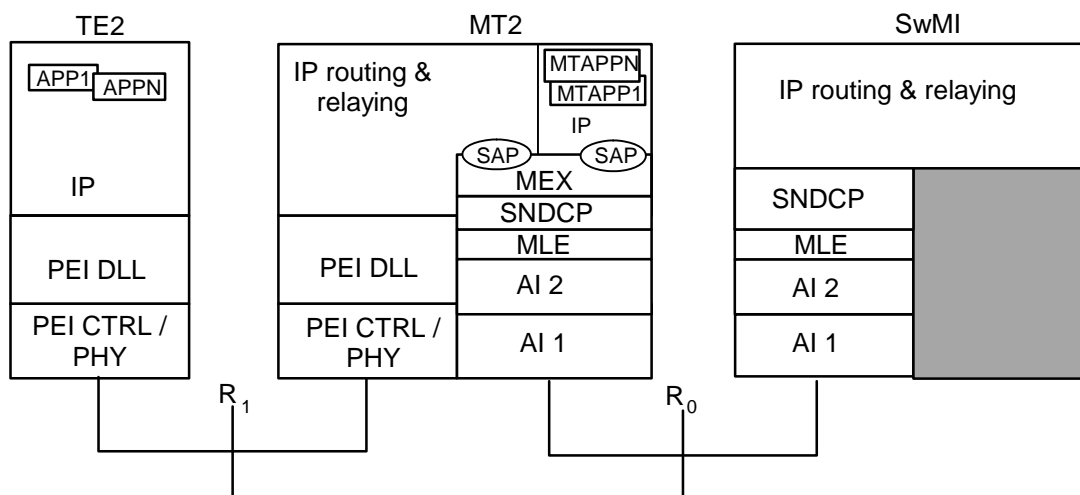 TE2
APP1
APPN
IP
PEI DLL
PEI CTRL /
PHY
MT2
IP routing &
relaying
MTAPPN
MTAPP1
IP
SAP
SAP
MEX
SNDCP
MLE
AI 2
AI 1
PEI DLL
PEI CTRL /
PHY
SwMI
IP routing & relaying
SNDCP
MLE
AI 2
AI 1
R1
R0